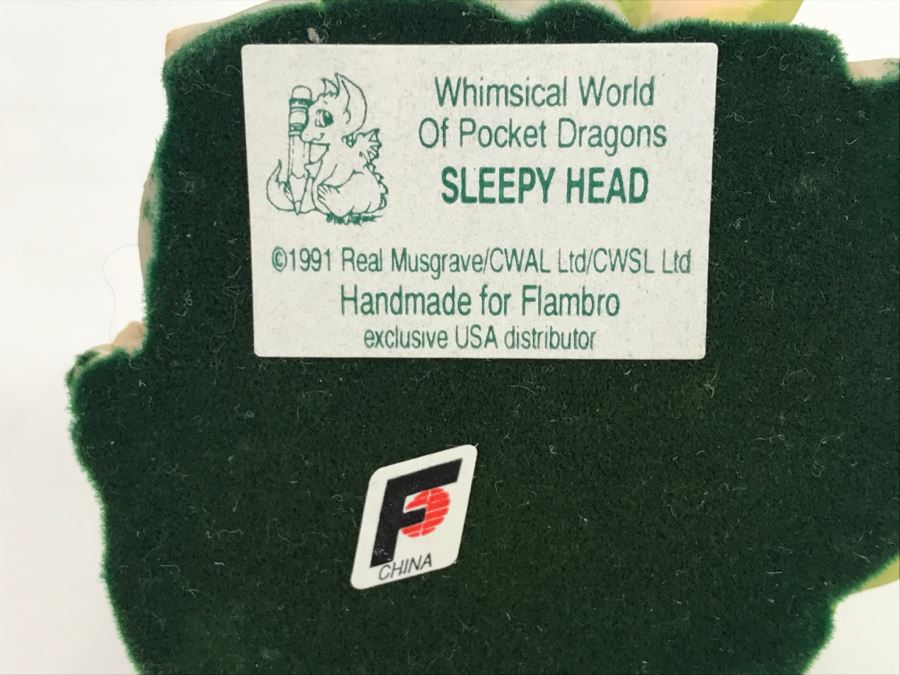 Whimsical World
Of Pocket Dragons
SLEEPY HEAD
©1991 Real Musgrave/CWAL Ltd/CWSL Ltd
Handmade for Flambro
exclusive USA distributor
F
CHINA